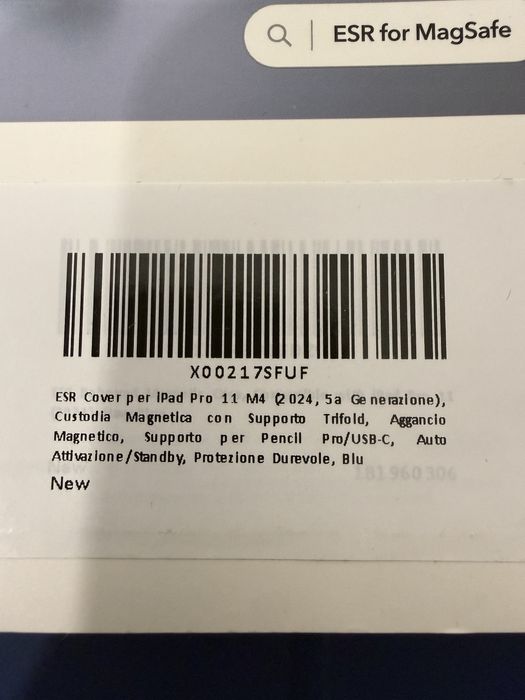 ESR for MagSafe
X00217SFUF
ESR Cover per iPad Pro 11 M4 (2024, 5a Generazione),
Custodia Magnetica con Supporto Trifold, Aggancio
Magnetico, Supporto per Pencil Pro/USB-C, Auto
Attivazione/Standby, Protezione Durevole, Blu
New